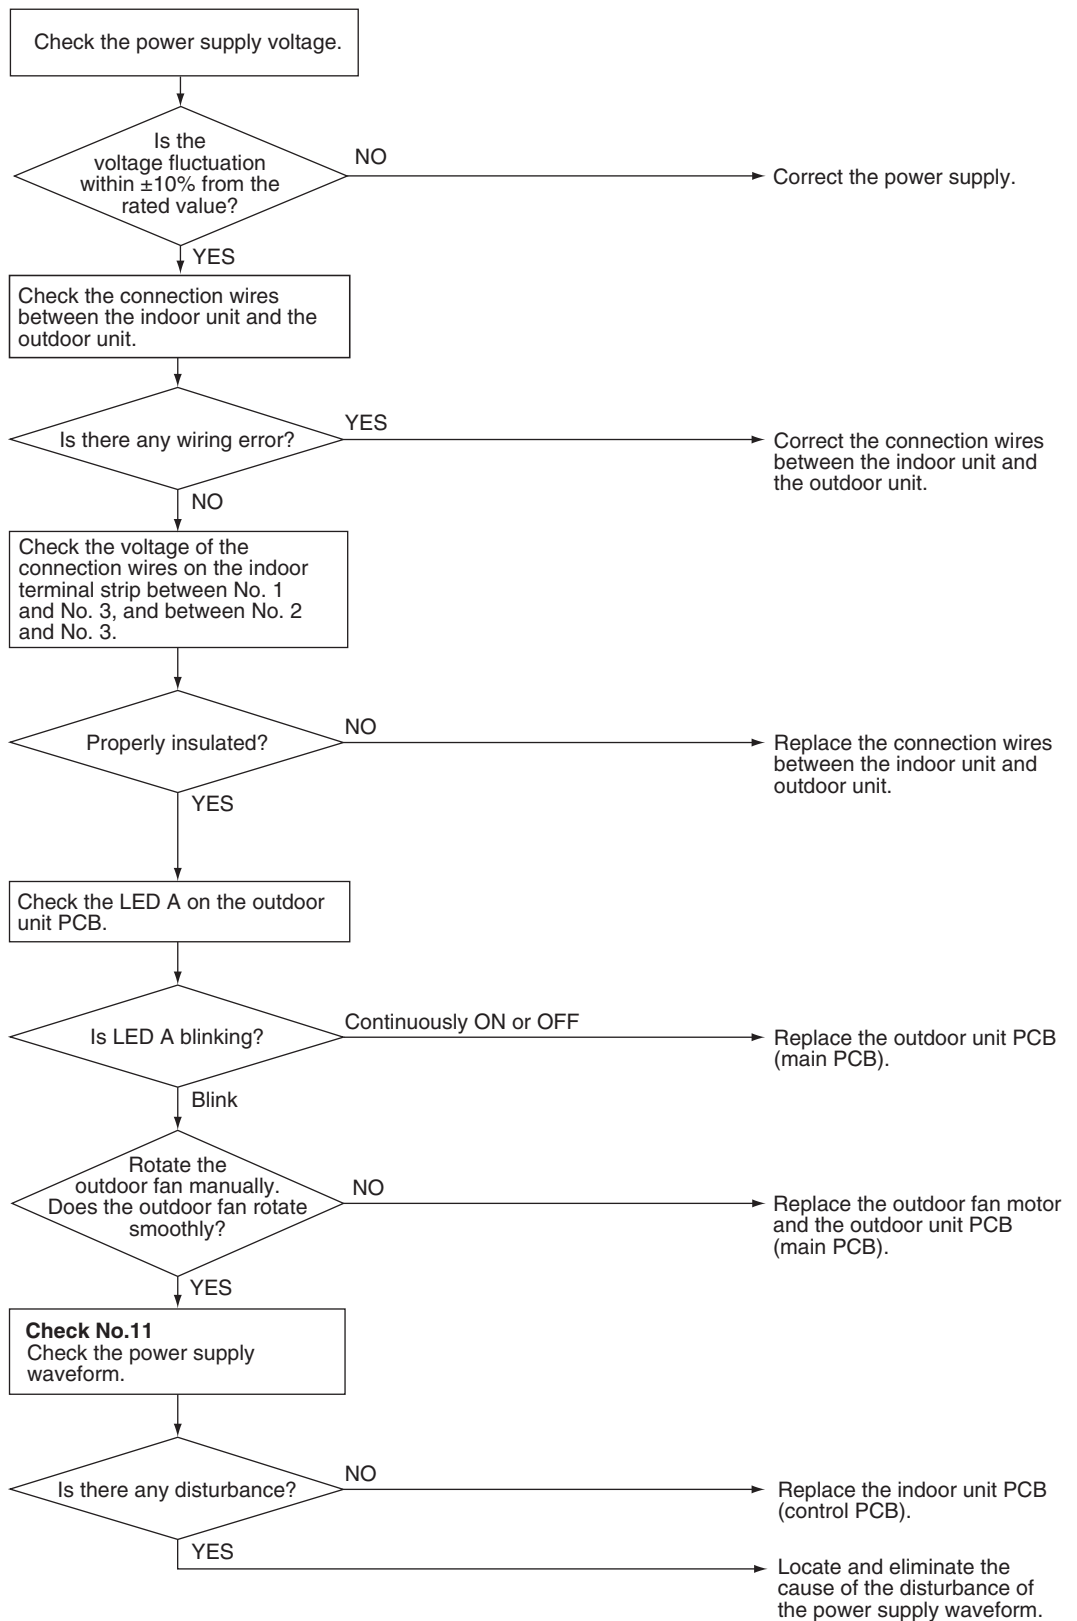 Check the power supply voltage.
Is the
voltage fluctuation
within ±10% from the
rated value?
NO
Correct the power supply.
YES
Check the connection wires
between the indoor unit and the
outdoor unit.
Is there any wiring error?
YES
Correct the connection wires
between the indoor unit and
the outdoor unit.
NO
Check the voltage of the
connection wires on the indoor
terminal strip between No. 1
and No. 3, and between No. 2
and No. 3.
Properly insulated?
NO
Replace the connection wires
between the indoor unit and
outdoor unit.
YES
Check the LED A on the outdoor
unit PCB.
Is LED A blinking?
Continuously ON or OFF
Replace the outdoor unit PCB
(main PCB).
Blink
Rotate the
outdoor fan manually.
Does the outdoor fan rotate
smoothly?
NO
Replace the outdoor fan motor
and the outdoor unit PCB
(main PCB).
YES
Check No.11
Check the power supply
waveform.
Is there any disturbance?
NO
Replace the indoor unit PCB
(control PCB).
YES
Locate and eliminate the
cause of the disturbance of
the power supply waveform.